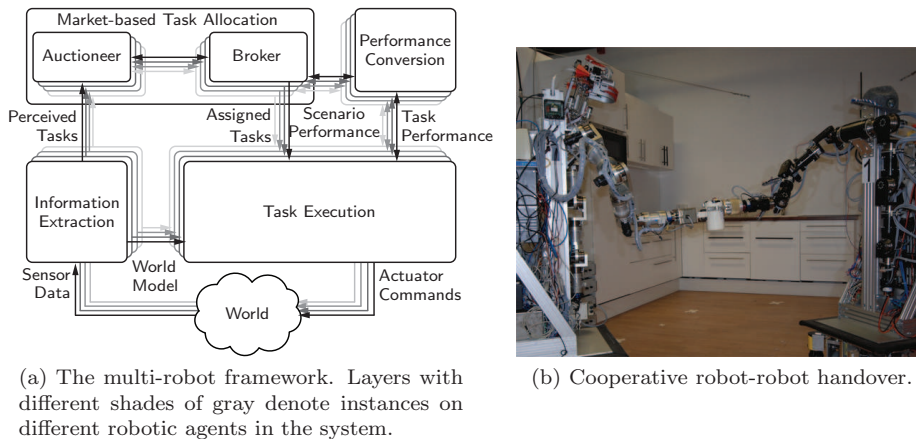 Market-based Task Allocation
Auctioneer
Broker
Performance
Conversion
Perceived
Tasks
Assigned
Tasks
Scenario
Performance
Task
Performance
Information
Extraction
Task Execution
World
Model
Sensor
Data
World
Actuator
Commands
1
(a) The multi-robot framework. Layers with
different shades of gray denote instances on
different robotic agents in the system.
(b) Cooperative robot-robot handover.